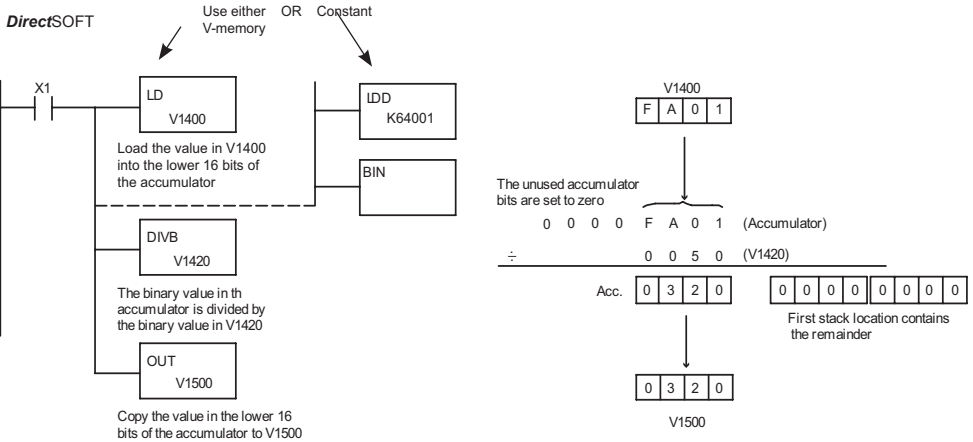 DirectSOFT
Use either OR Constant
V-memory
X1
LD
V1400
Load the value in V1400
into the lower 16 bits of
the accumulator
LDD
K64001
BIN
DIVB
V1420
The binary value in th
accumulator is divided by
the binary value in V1420
OUT
V1500
Copy the value in the lower 16
bits of the accumulator to V1500
V1400
F A 0 1
The unused accumulator
bits are set to zero
0 0 0 0 F A 0 1 (Accumulator)
÷ 0 0 5 0 (V1420)
Acc. 0 3 2 0 0 0 0 0 0 0 0 0
First stack location contains
the remainder
0 3 2 0
V1500